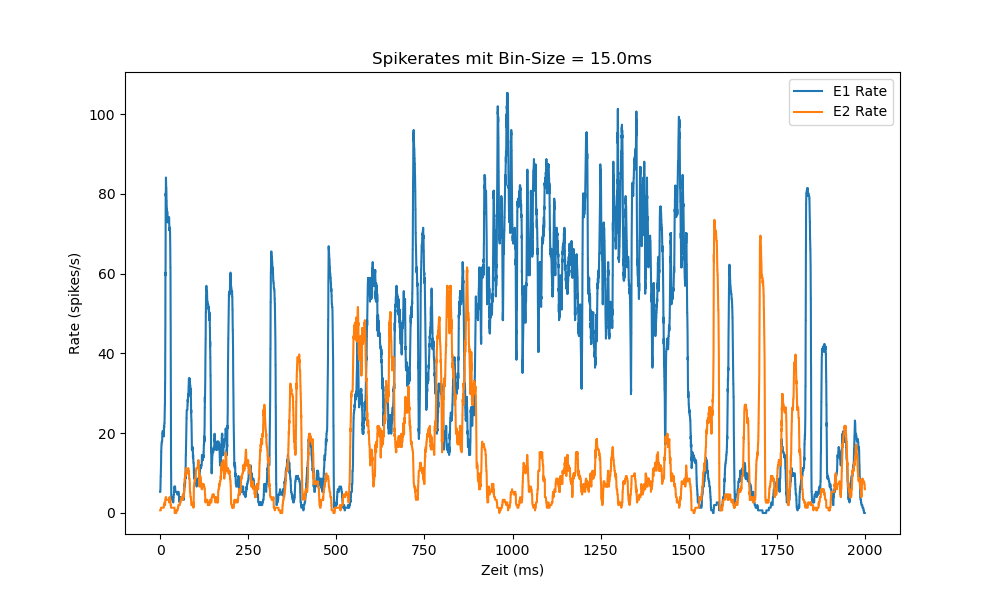 Spikerates mit Bin-Size = 15.0ms
E1 Rate
E2 Rate
Rate (spikes/s)
100
80
60
40
20
0
0 250 500 750 1000 1250 1500 1750 2000
Zeit (ms)